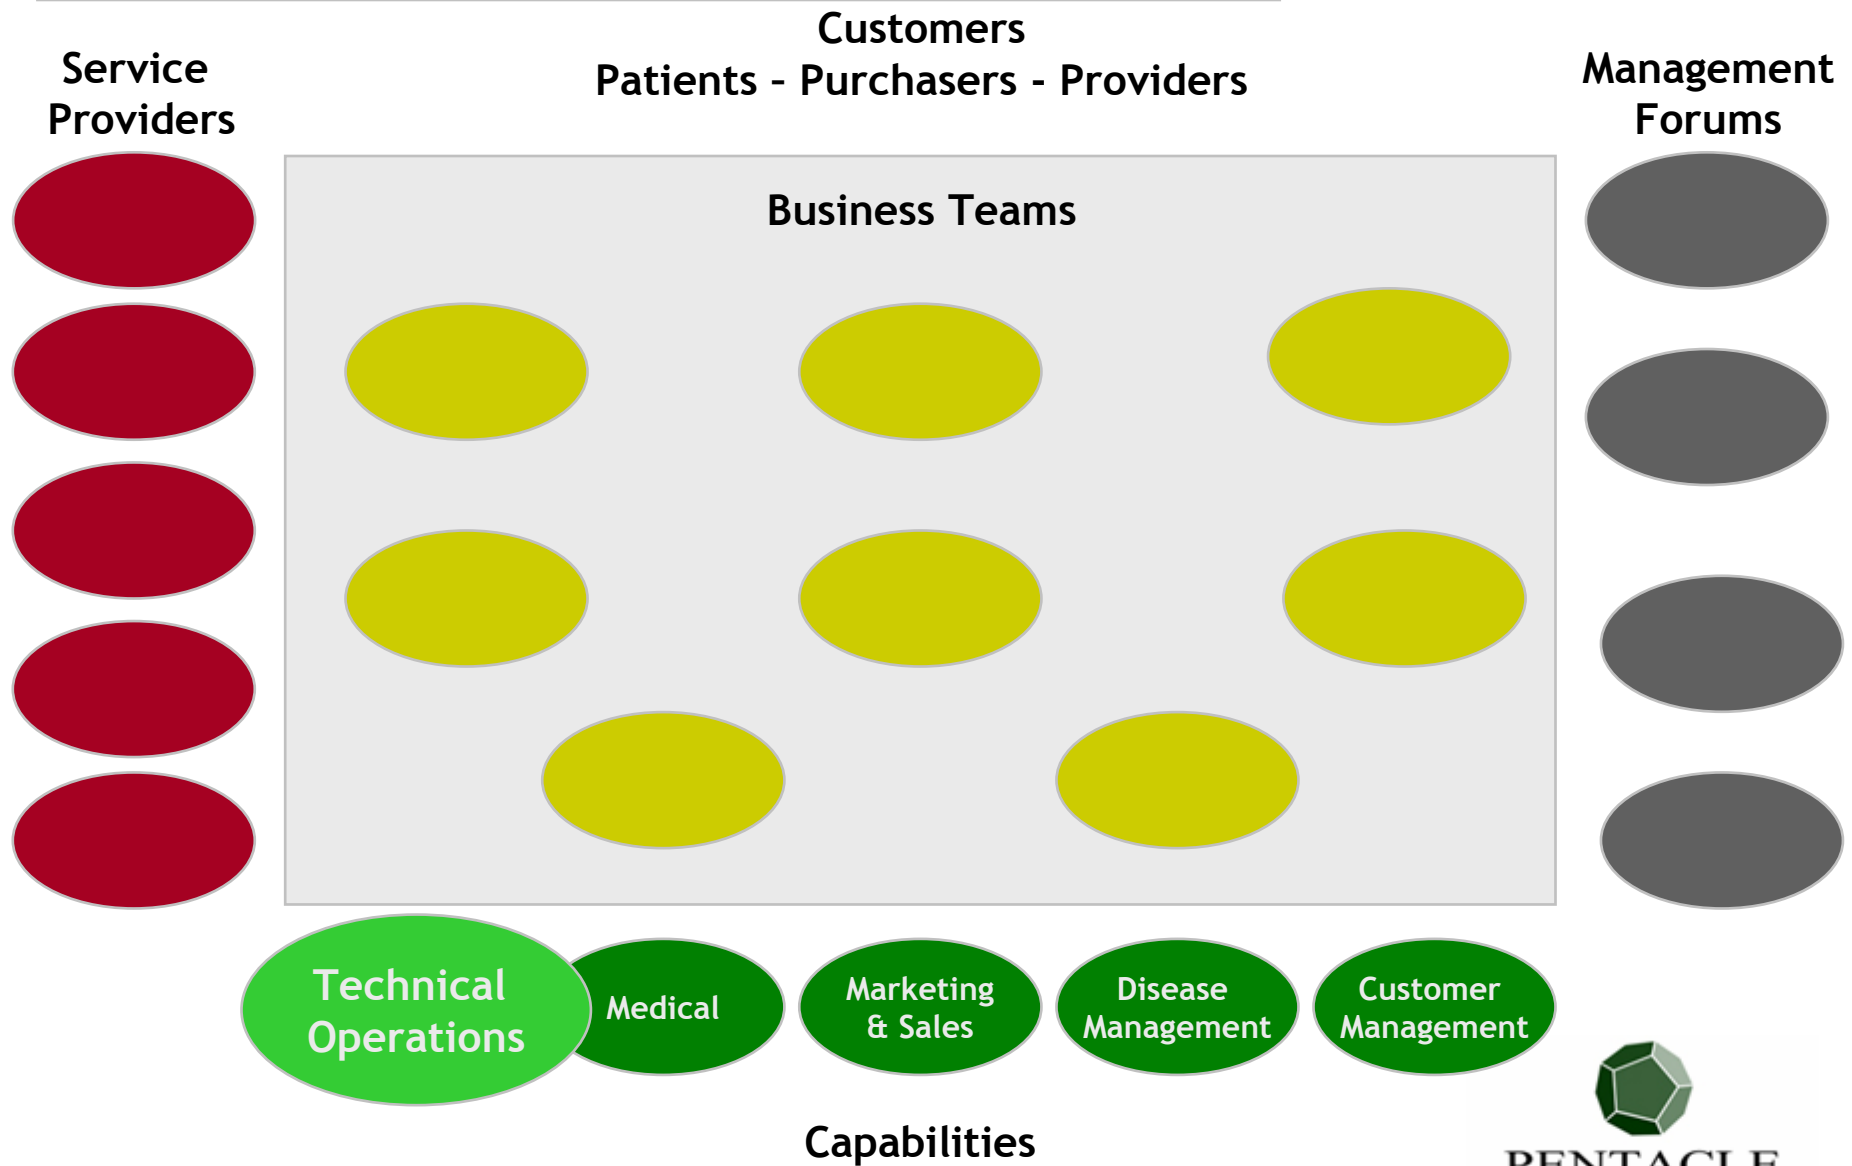 Customers
Patients – Purchasers - Providers
Service
Providers
Management
Forums
Business Teams
Technical
Operations
Medical
Marketing
& Sales
Disease
Management
Customer
Management
Capabilities
PENTACLE